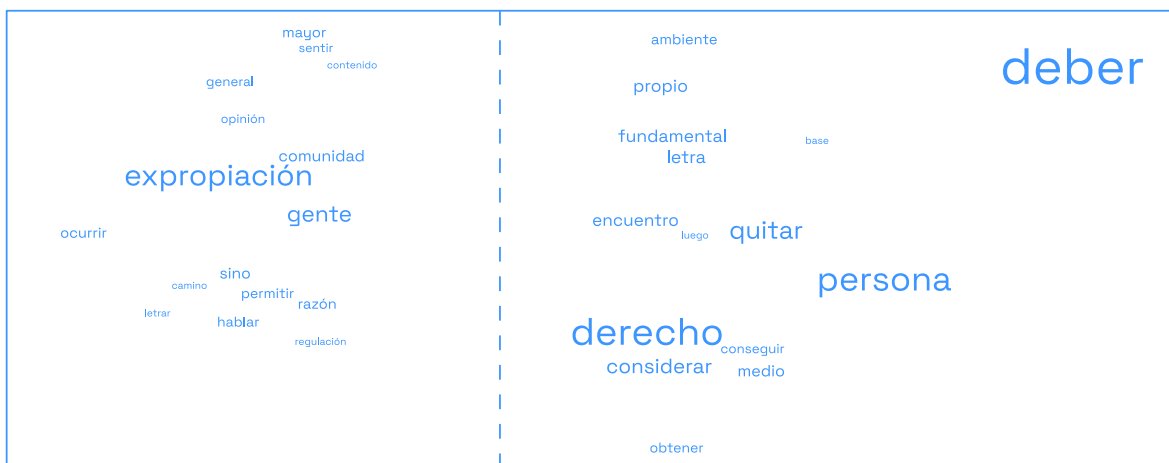 mayor
sentir
contenido
general
opinión
comunidad
expropiación
gente
ocurrir
sino
camino
permitir
razón
letrar
hablar
regulación
ambiente
deber
propio
fundamental
base
letra
encuentro
luego
quitar
persona
derecho
conseguir
considerar
medio
obtener